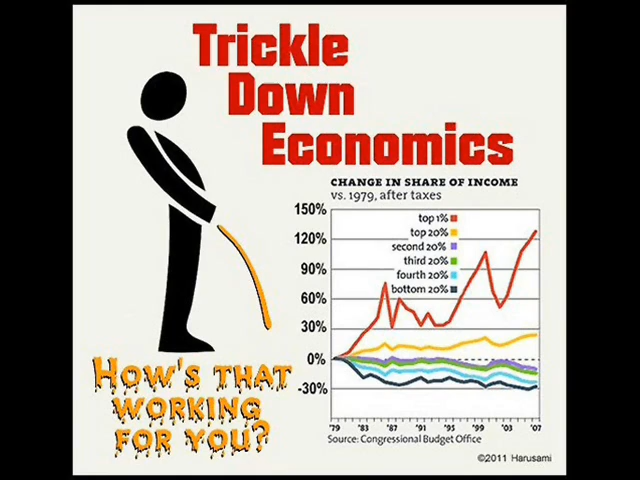 Trickle
Down
Economics
CHANGE IN SHARE OF INCOME
vs. 1979, after taxes
150%
120%
90%
60%
30%
0%
-30%
top 1%
top 20%
second 20%
third 20%
fourth 20%
bottom 20%
'79 '83 '87 '91 '95 '99 '03 '07
Source: Congressional Budget Office
HOW'S THAT
WORKING
FOR YOU?
©2011 Harusami